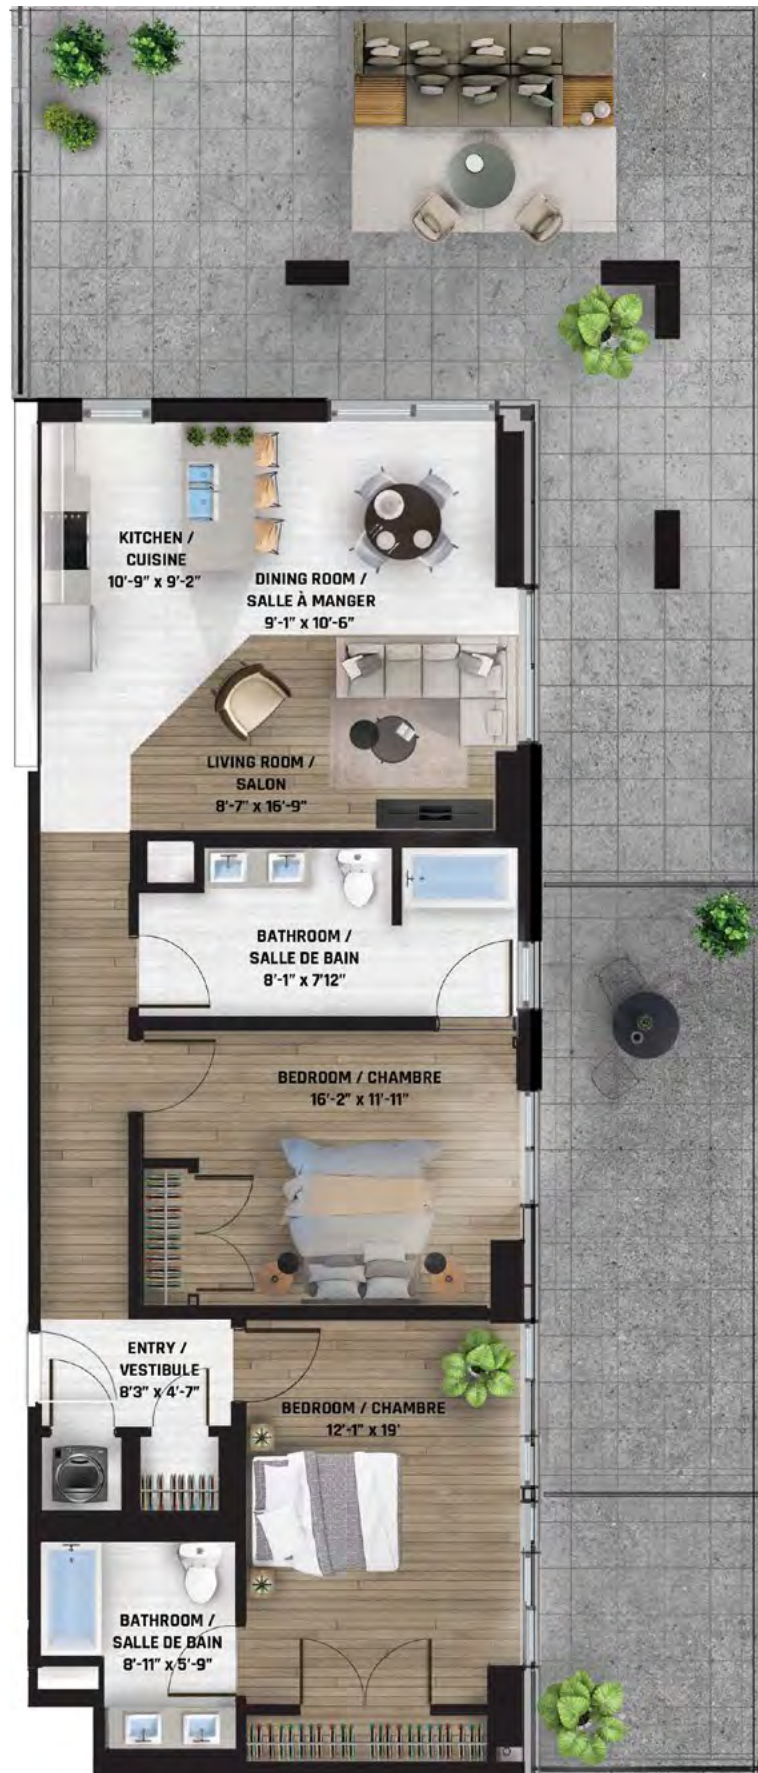 KITCHEN /
CUISINE
10'-9" x 9'-2"
DINING ROOM /
SALLE À MANGER
9'-1" x 10'-6"
LIVING ROOM /
SALON
8'-7" x 16'-9"
BATHROOM /
SALLE DE BAIN
8'-1" x 7'12"
BEDROOM / CHAMBRE
16'-2" x 11'-11"
ENTRY /
VESTIBULE
8'3" x 4'-7"
BEDROOM / CHAMBRE
12'-1" x 19'
BATHROOM /
SALLE DE BAIN
8'-11" x 5'-9"